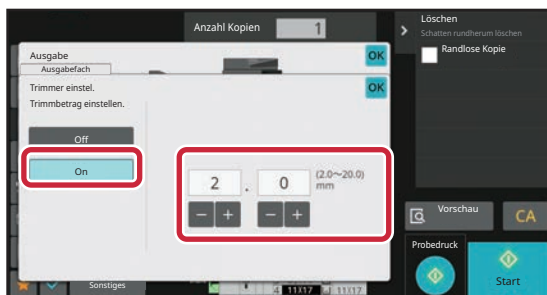 Anzahl Kopien 1
Löschen
Schatten rundherum löschen
Randlose Kopie
Ausgabe
OK
Ausgabefach
Trimmer einstel.
OK
Trimmbetrag einstellen.
Off
On
2 . 0 (2.0~20.0)
mm
− + − +
Vorschau
CA
Probedruck
Start
Sonstiges
4 11X17 11X17